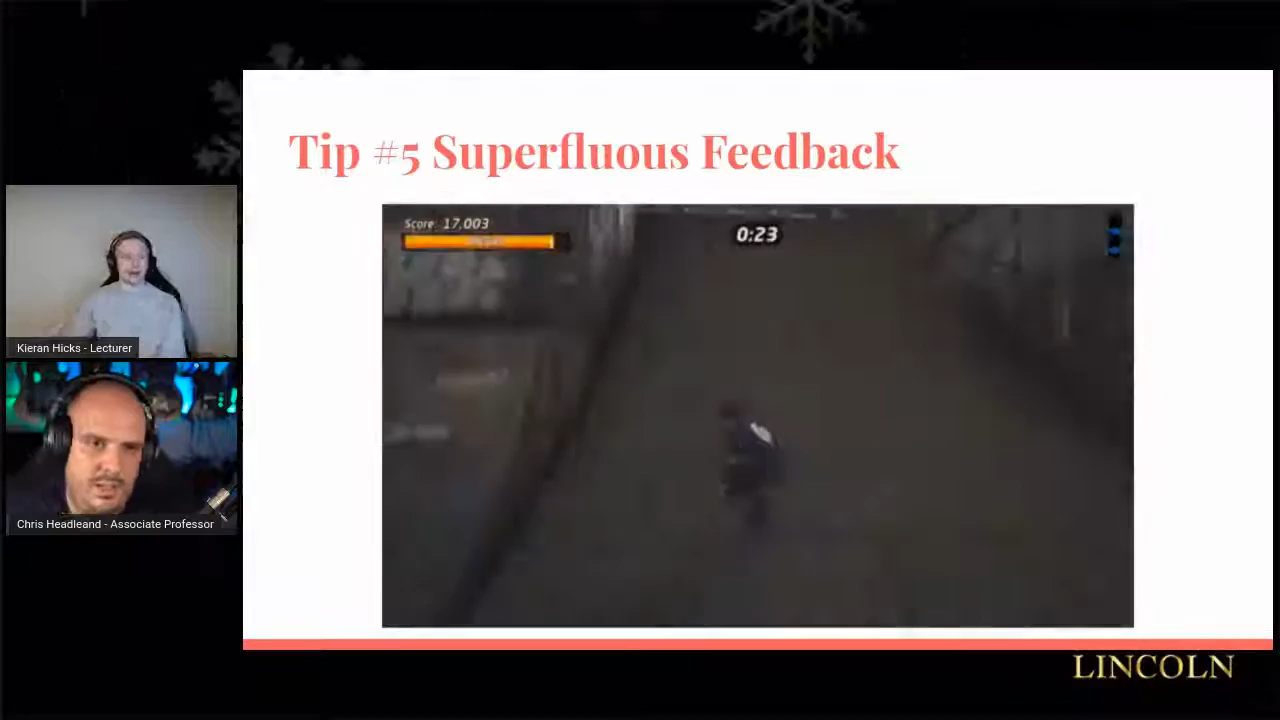 Tip #5 Superfluous Feedback
Score: 17,003
0:23
Kieran Hicks - Lecturer
Chris Headleand - Associate Professor
LINCOLN